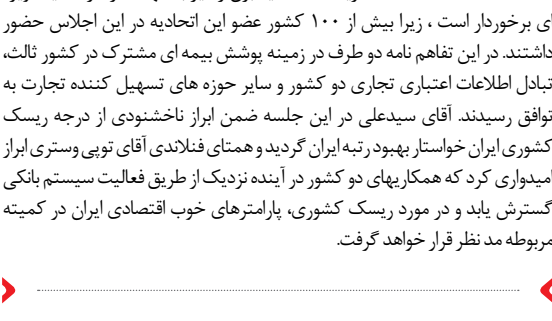 ای برخوردار است ، زیرا بیش از ۱۰۰ کشور عضو این اتحادیه در این اجلاس حضور
داشتند. در این تفاهم نامه دو طرف در زمینه پوشش بیمه ای مشترک در کشور ثالث،
تبادل اطلاعات اعتباری تجاری دو کشور و سایر حوزه های تسهیل کننده تجارت به
توافق رسیدند. آقای سیدعلی در این جلسه ضمن ابراز ناخشنودی از درجه ریسک
کشوری ایران خواستار بهبود رتبه ایران گردید و همتای فنلاندی آقای توپی وستری ابراز
امیدواری کرد که همکاریهای دو کشور در آینده نزدیک از طریق فعالیت سیستم بانکی
گسترش یابد و در مورد ریسک کشوری، پارامترهای خوب اقتصادی ایران در کمیته
مربوطه مد نظر قرار خواهد گرفت.